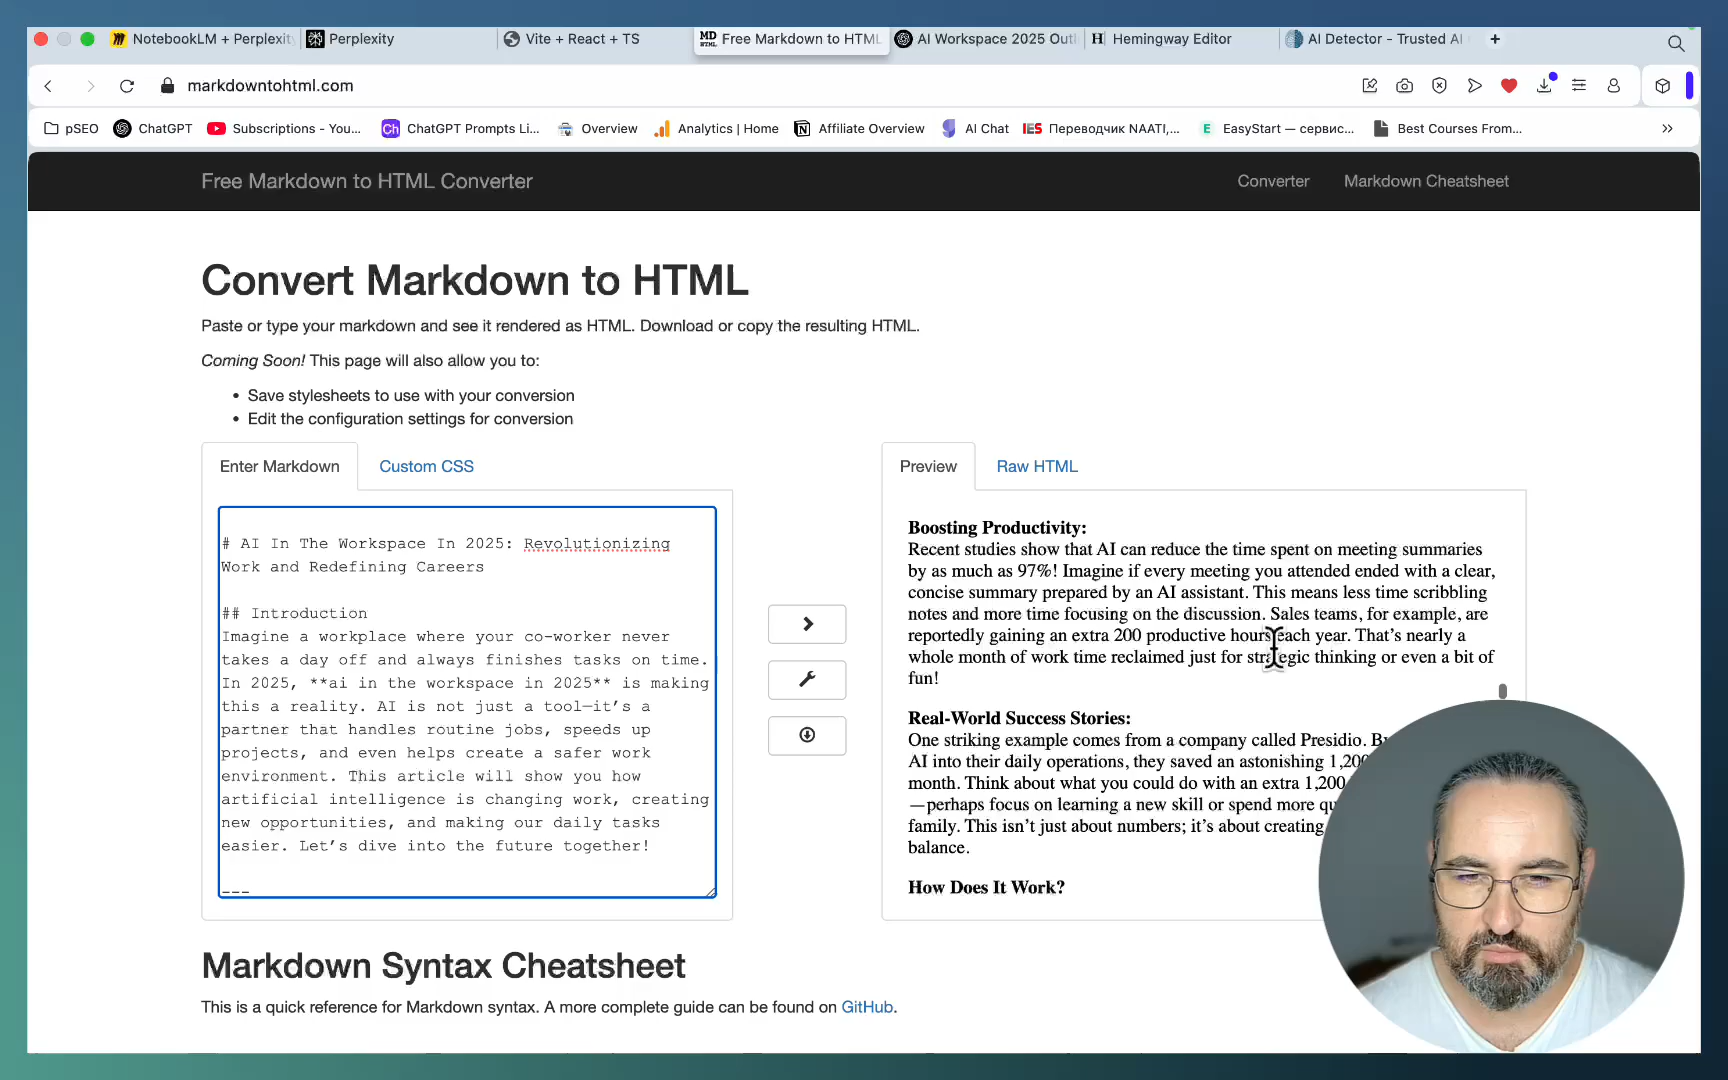 NotebookLM + Perplexity
Perplexity
Vite + React + TS
MD HTML Free Markdown to HTML
AI Workspace 2025 Outl
H Hemingway Editor
AI Detector - Trusted AI
markdowntohtml.com
pSEO
ChatGPT
Subscriptions - You...
Ch ChatGPT Prompts Li...
Overview
Analytics | Home
Affiliate Overview
AI Chat
IES Переводчик NAATI,...
E EasyStart — сервис...
Best Courses From...
Free Markdown to HTML Converter
Converter
Markdown Cheatsheet
Convert Markdown to HTML
Paste or type your markdown and see it rendered as HTML. Download or copy the resulting HTML.
Coming Soon! This page will also allow you to:
• Save stylesheets to use with your conversion
• Edit the configuration settings for conversion
Enter Markdown
Custom CSS
# AI In The Workspace In 2025: Revolutionizing
Work and Redefining Careers
## Introduction
Imagine a workplace where your co-worker never
takes a day off and always finishes tasks on time.
In 2025, **ai in the workspace in 2025** is making
this a reality. AI is not just a tool—it's a
partner that handles routine jobs, speeds up
projects, and even helps create a safer work
environment. This article will show you how
artificial intelligence is changing work, creating
new opportunities, and making our daily tasks
easier. Let's dive into the future together!
---
Preview
Raw HTML
Boosting Productivity:
Recent studies show that AI can reduce the time spent on meeting summaries
by as much as 97%! Imagine if every meeting you attended ended with a clear,
concise summary prepared by an AI assistant. This means less time scribbling
notes and more time focusing on the discussion. Sales teams, for example, are
reportedly gaining an extra 200 productive hours each year. That's nearly a
whole month of work time reclaimed just for strategic thinking or even a bit of
fun!
Real-World Success Stories:
One striking example comes from a company called Presidio.
AI into their daily operations, they saved an astonishing 1,200
month. Think about what you could do with an extra 1,200
—perhaps focus on learning a new skill or spend more
family. This isn't just about numbers; it's about creating
balance.
How Does It Work?
Markdown Syntax Cheatsheet
This is a quick reference for Markdown syntax. A more complete guide can be found on GitHub.